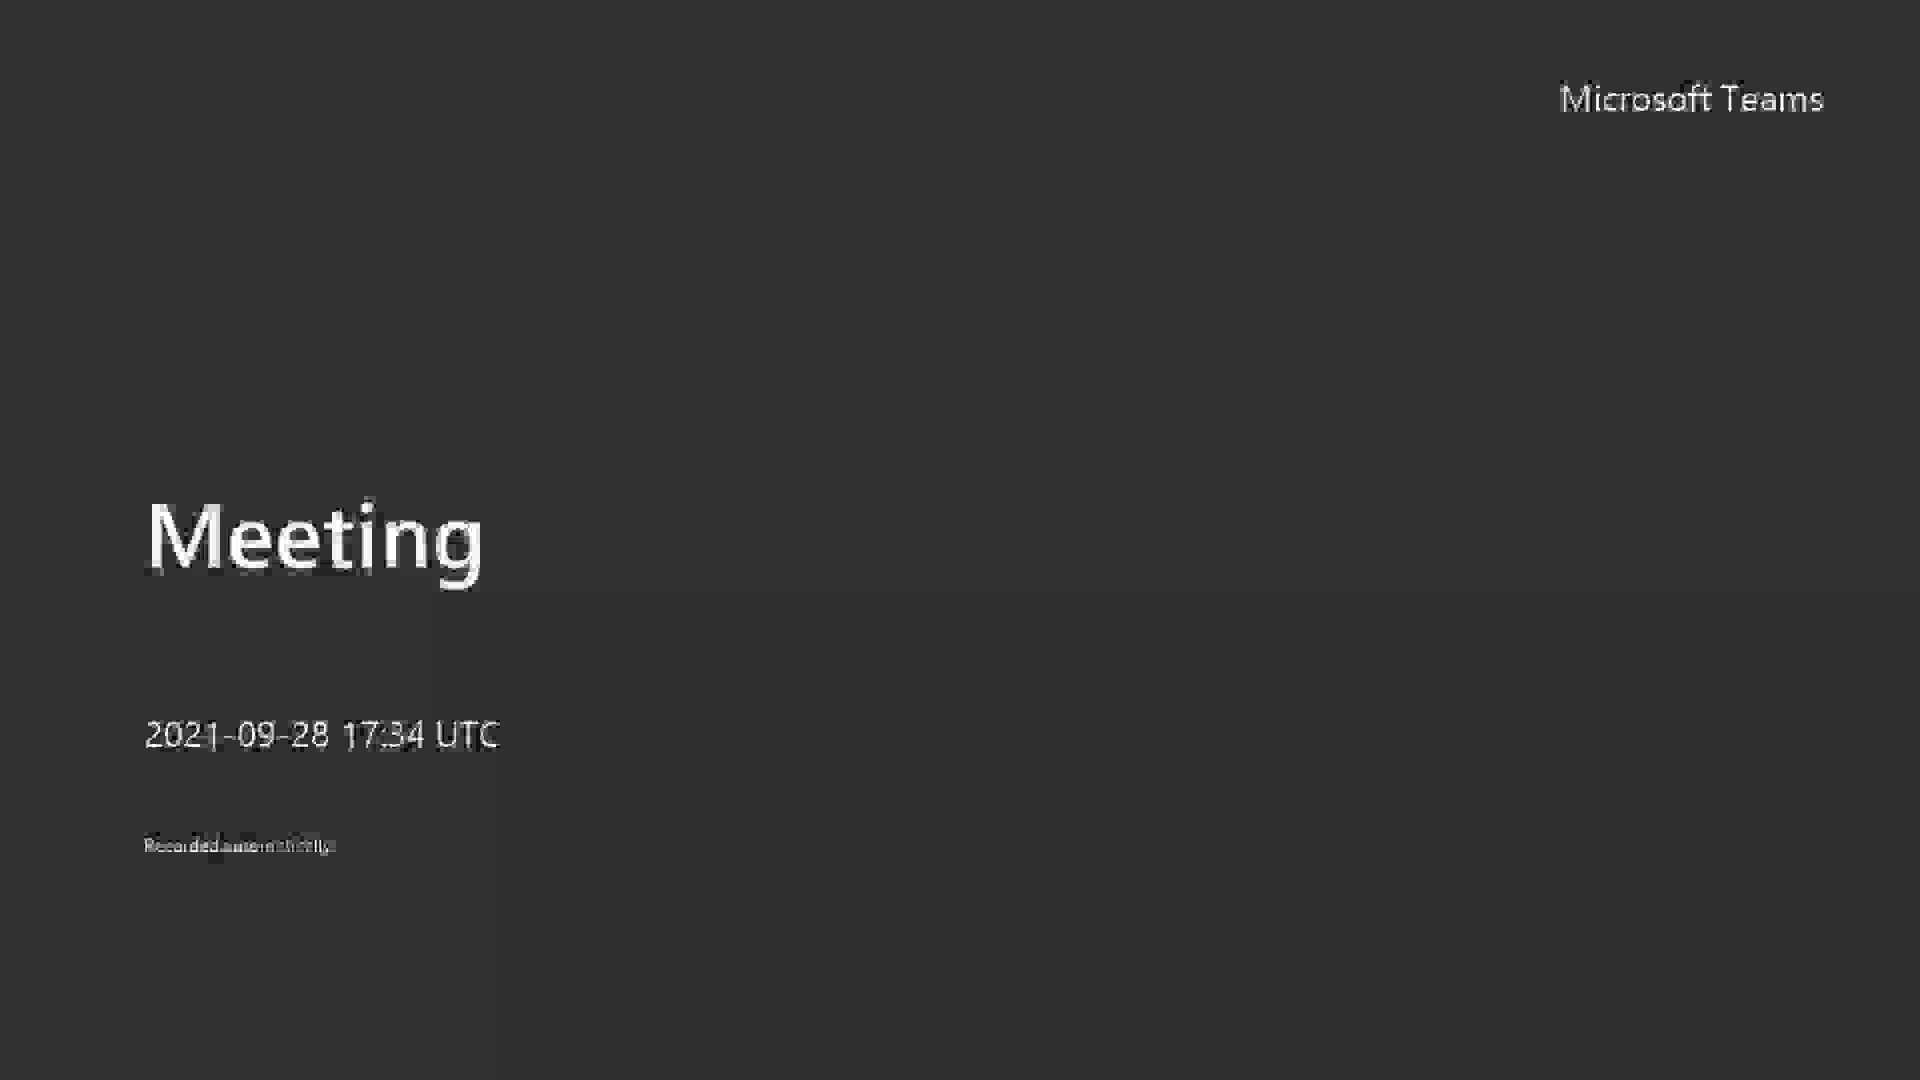 Microsoft Teams
Meeting
2021-09-28 17:34 UTC
Recorded automatically